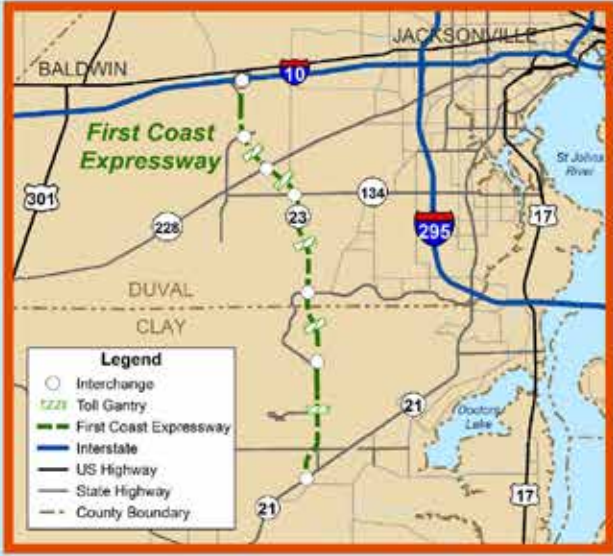 JACKSONVILLE
BALDWIN
10
First Coast
Expressway
St Johns
River
301
134
23
17
228
295
DUVAL
CLAY
Legend
Interchange
Toll Gantry
First Coast Expressway
Interstate
US Highway
State Highway
County Boundary
21
Doctors
Lake
17
21